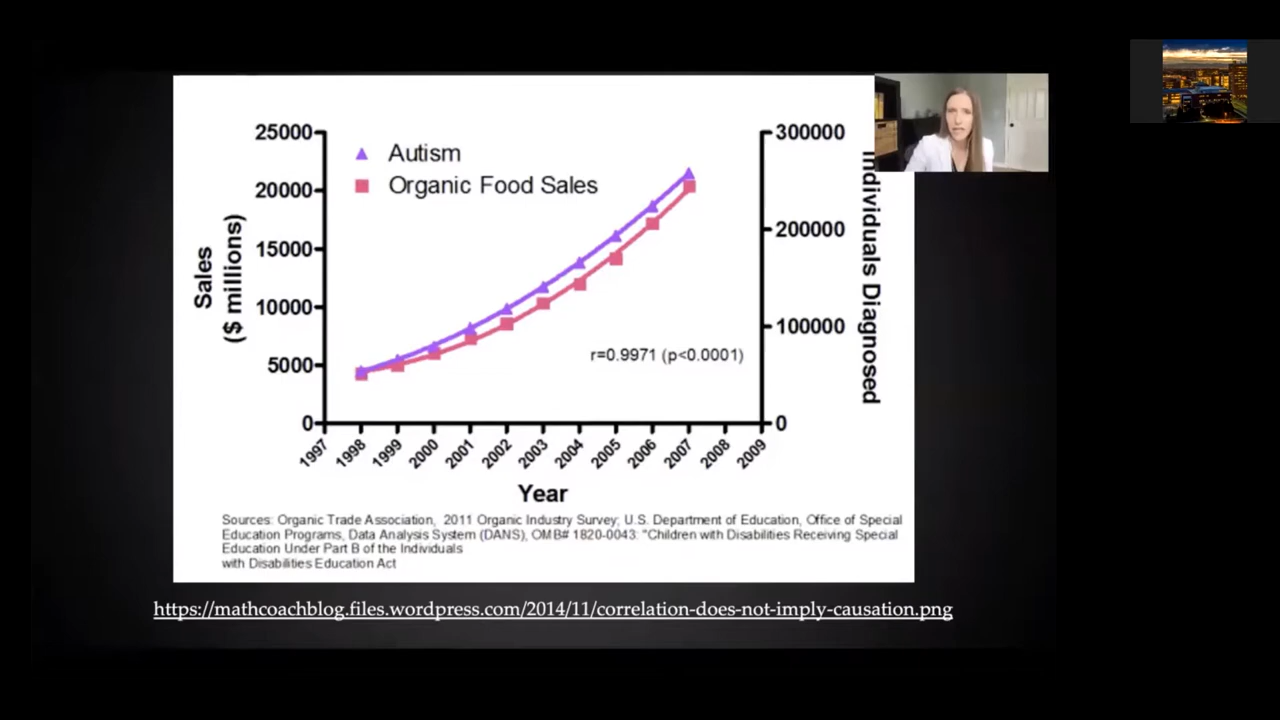 25000
20000
15000
10000
5000
0
Sales
($ millions)
Autism
Organic Food Sales
r=0.9971 (p<0.0001)
300000
200000
100000
0
Individuals Diagnosed
1997
1998
1999
2000
2001
2002
2003
2004
2005
2006
2007
2008
2009
Year
Sources: Organic Trade Association, 2011 Organic Industry Survey; U.S. Department of Education, Office of Special
Education Programs, Data Analysis System (DANS), OMB# 1820-0043: "Children with Disabilities Receiving Special
Education Under Part B of the Individuals
with Disabilities Education Act
https://mathcoachblog.files.wordpress.com/2014/11/correlation-does-not-imply-causation.png